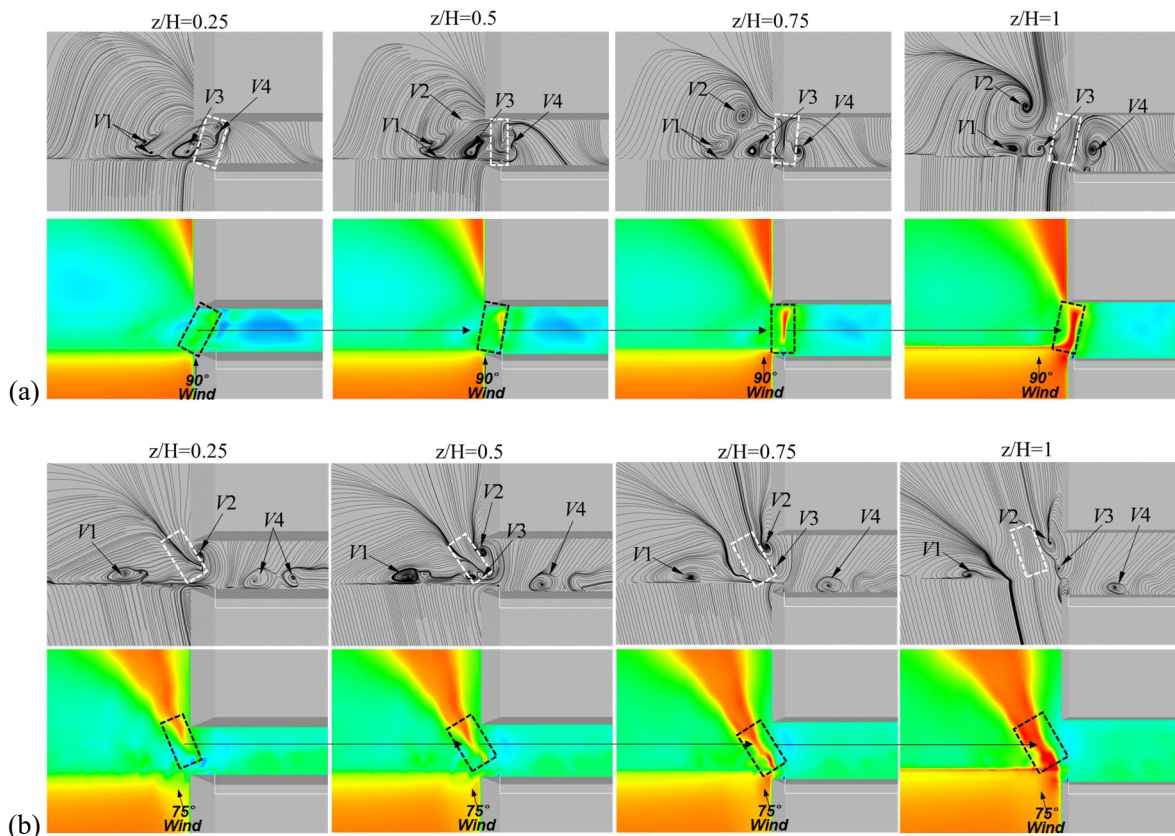 z/H=0.25 z/H=0.5 z/H=0.75 z/H=1
V1 V3 V4 V1 V2 V3 V4 V1 V2 V3 V4 V1 V2 V3 V4
(a) 90° Wind 90° Wind 90° Wind 90° Wind
z/H=0.25 z/H=0.5 z/H=0.75 z/H=1
V1 V2 V4 V1 V2 V3 V4 V1 V2 V3 V4 V1 V2 V3 V4
(b) 75° Wind 75° Wind 75° Wind 75° Wind